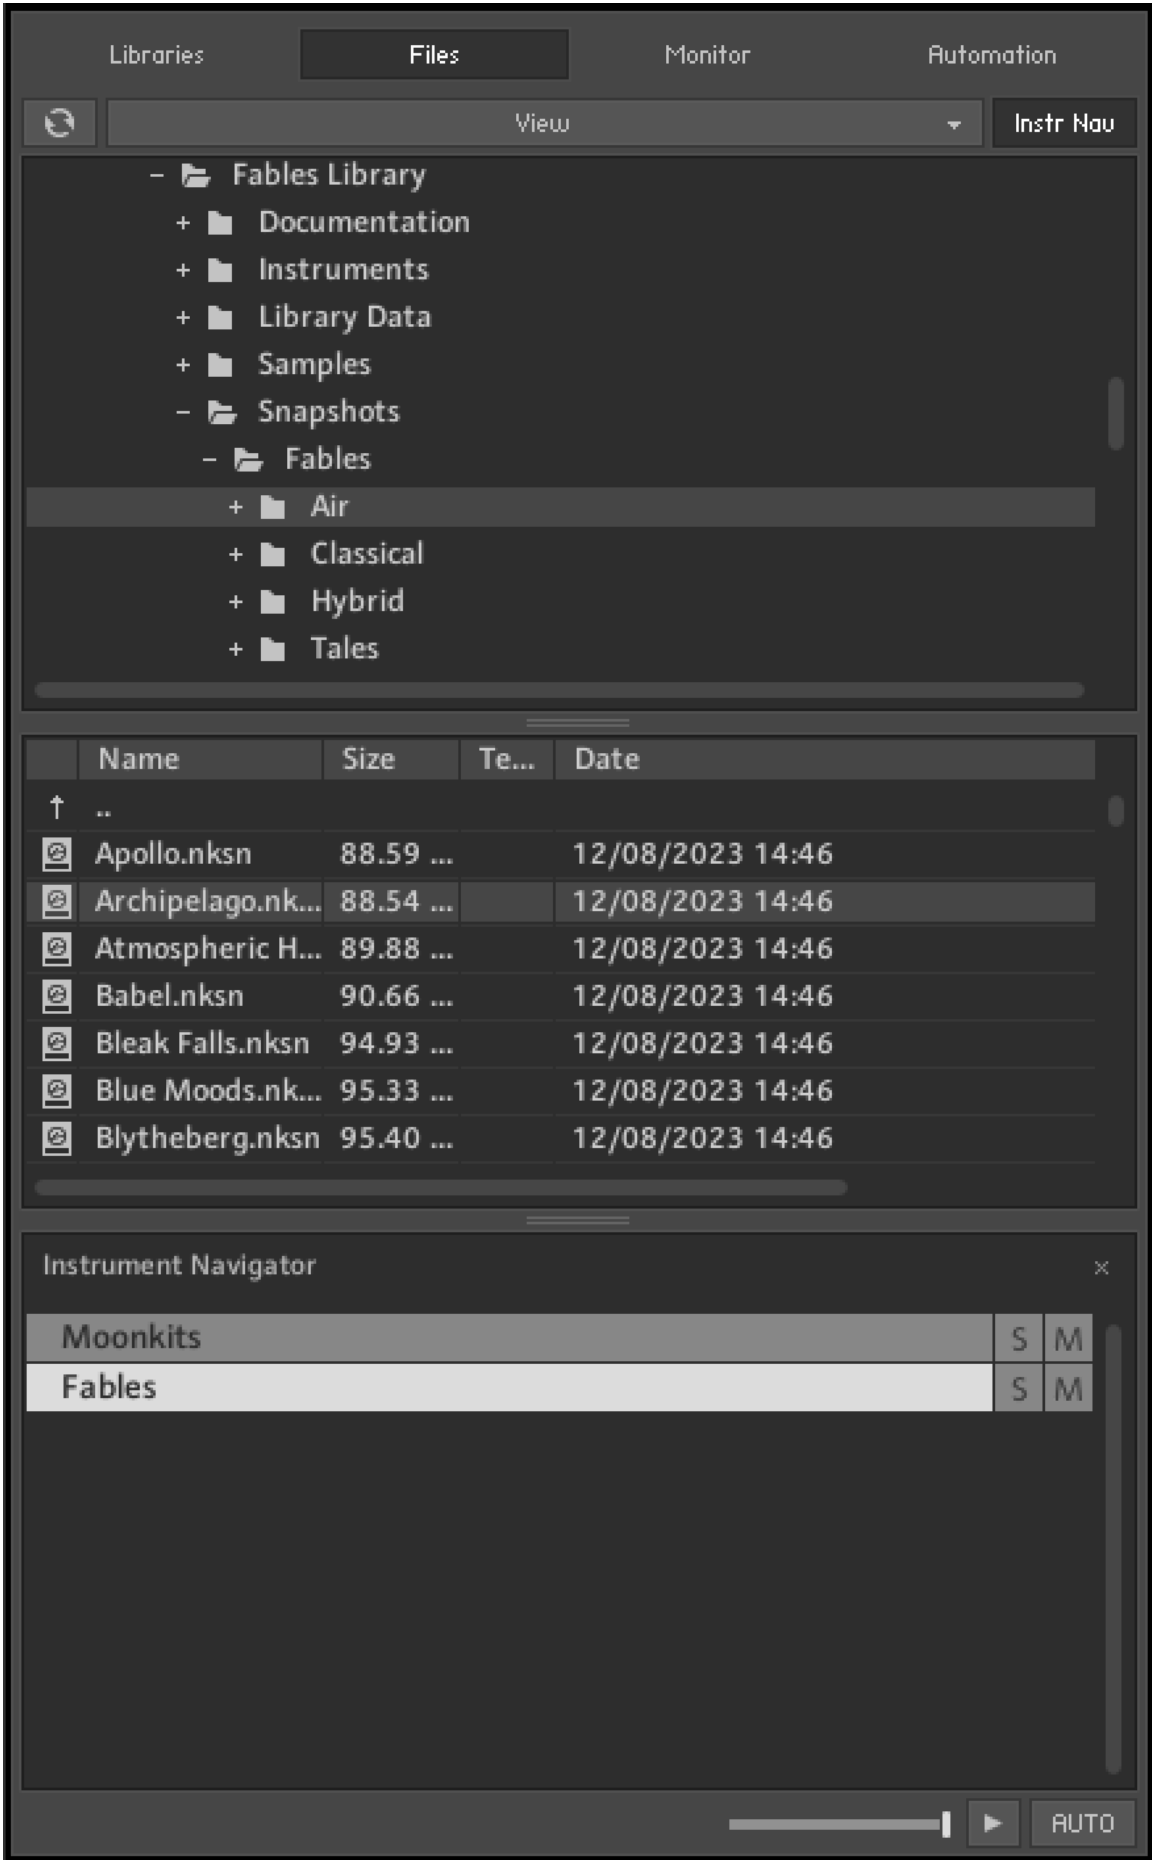 Libraries Files Monitor Automation
View Instr Nav
Fables Library
Documentation
Instruments
Library Data
Samples
Snapshots
Fables
Air
Classical
Hybrid
Tales
Name Size Te... Date
..
Apollo.nksn 88.59 ... 12/08/2023 14:46
Archipelago.nk... 88.54 ... 12/08/2023 14:46
Atmospheric H... 89.88 ... 12/08/2023 14:46
Babel.nksn 90.66 ... 12/08/2023 14:46
Bleak Falls.nksn 94.93 ... 12/08/2023 14:46
Blue Moods.nk... 95.33 ... 12/08/2023 14:46
Blytheberg.nksn 95.40 ... 12/08/2023 14:46
Instrument Navigator
Moonkits S M
Fables S M
AUTO